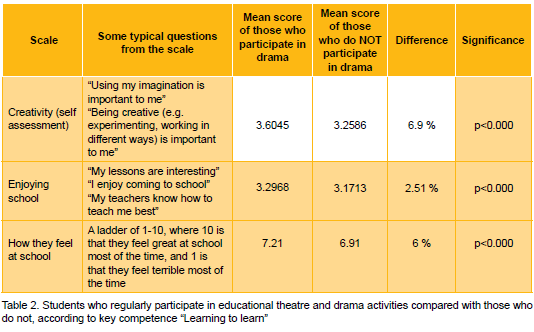 Scale
Some typical questions
from the scale
Mean score
of those who
participate in
drama
Mean score
of those
who do NOT
participate
in drama
Difference
Significance
Creativity (self
assessment)
“Using my imagination is
important to me”
“Being creative (e.g.
experimenting, working in
different ways) is important
to me”
3.6045
3.2586
6.9 %
p<0.000
Enjoying
school
“My lessons are interesting”
“I enjoy coming to school”
“My teachers know how to
teach me best”
3.2968
3.1713
2.51 %
p<0.000
How they feel
at school
A ladder of 1-10, where 10 is
that they feel great at school
most of the time, and 1 is
that they feel terrible most of
the time
7.21
6.91
6 %
p<0.000
Table 2. Students who regularly participate in educational theatre and drama activities compared with those who
do not, according to key competence “Learning to learn”